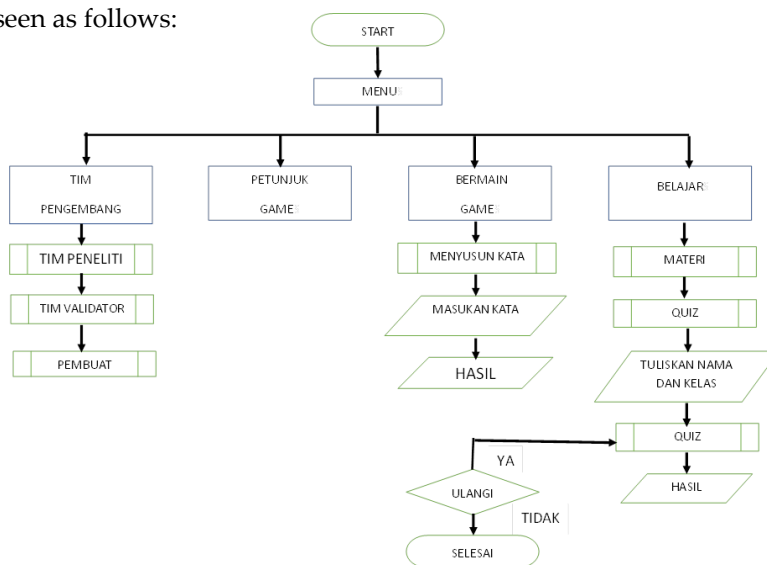 seen as follows:
START
MENU
TIM
PENGEMBANG
PETUNJUK
GAME
BERMAIN
GAME
BELAJAR
TIM PENELITI
TIM VALIDATOR
PEMBUAT
MENYUSUN KATA
MASUKAN KATA
HASIL
MATERI
QUIZ
TULISKAN NAMA
DAN KELAS
QUIZ
HASIL
YA
ULANGI
TIDAK
SELESAI